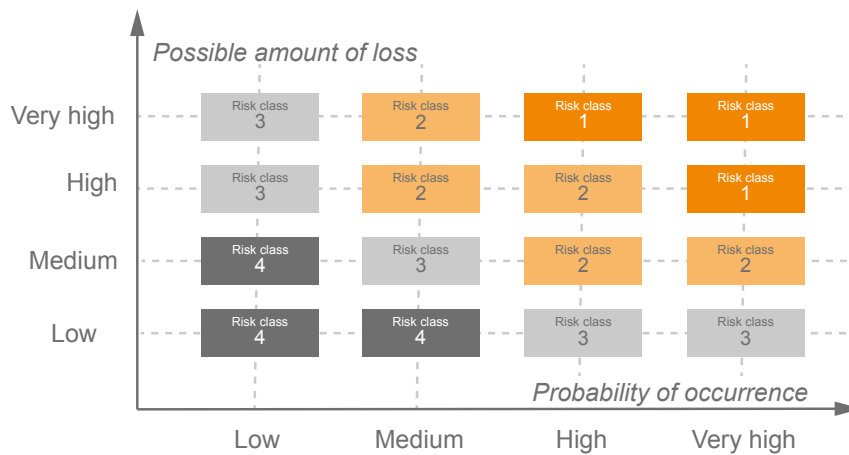 Possible amount of loss
Very high
Risk class
3
Risk class
2
Risk class
1
Risk class
1
High
Risk class
3
Risk class
2
Risk class
2
Risk class
1
Medium
Risk class
4
Risk class
3
Risk class
2
Risk class
2
Low
Risk class
4
Risk class
4
Risk class
3
Risk class
3
Probability of occurrence
Low
Medium
High
Very high